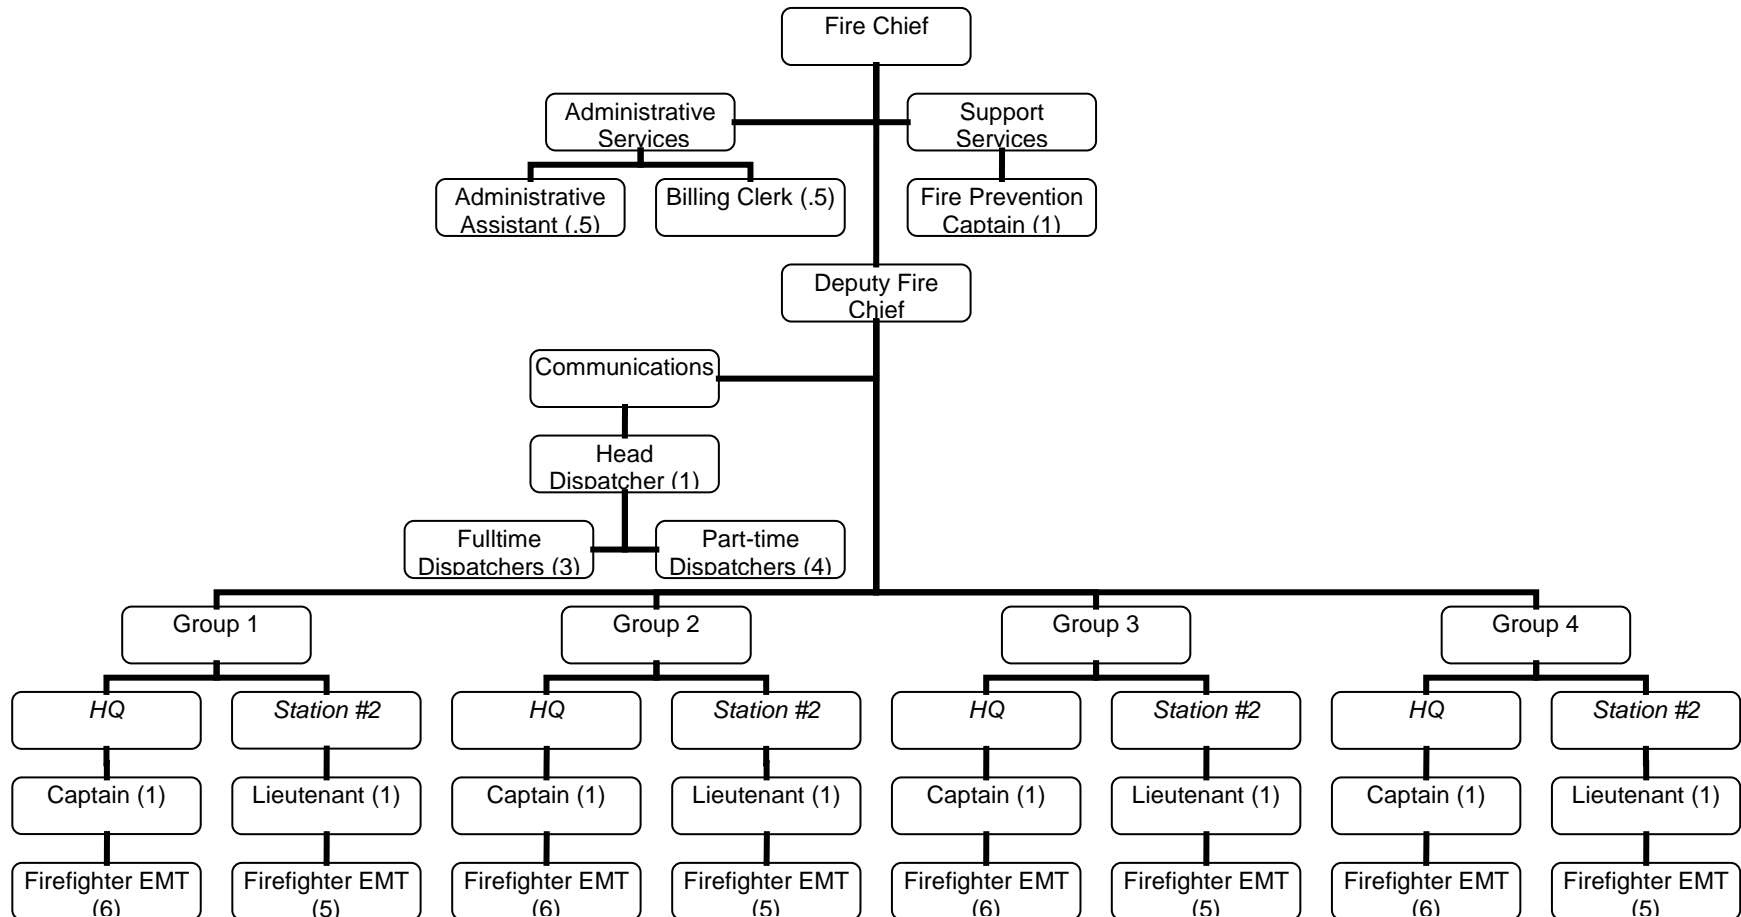 Fire Chief
Administrative
Services
Support
Services
Administrative
Assistant (.5)
Billing Clerk (.5)
Fire Prevention
Captain (1)
Deputy Fire
Chief
Communications
Head
Dispatcher (1)
Fulltime
Dispatchers (3)
Part-time
Dispatchers (4)
Group 1
Group 2
Group 3
Group 4
HQ
Station #2
HQ
Station #2
HQ
Station #2
HQ
Station #2
Captain (1)
Lieutenant (1)
Captain (1)
Lieutenant (1)
Captain (1)
Lieutenant (1)
Captain (1)
Lieutenant (1)
Firefighter EMT
(6)
Firefighter EMT
(5)
Firefighter EMT
(6)
Firefighter EMT
(5)
Firefighter EMT
(6)
Firefighter EMT
(5)
Firefighter EMT
(6)
Firefighter EMT
(5)